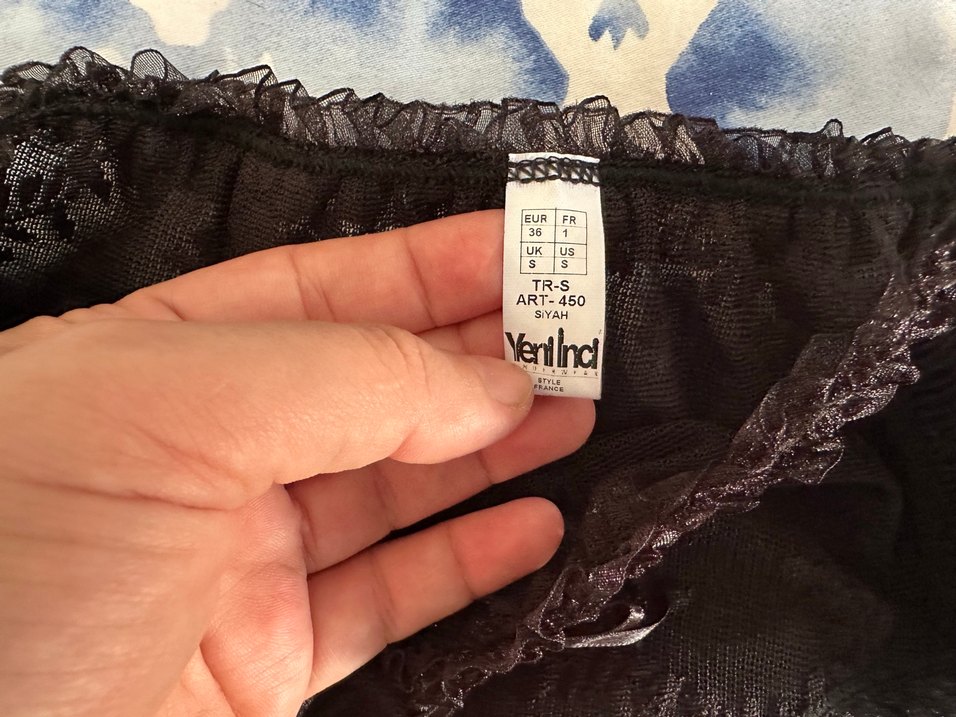 EUR FR
36 1
UK US
S S
TR-S
ART-450
SiYAH
Yeni İnci
STYLE
FRANCE